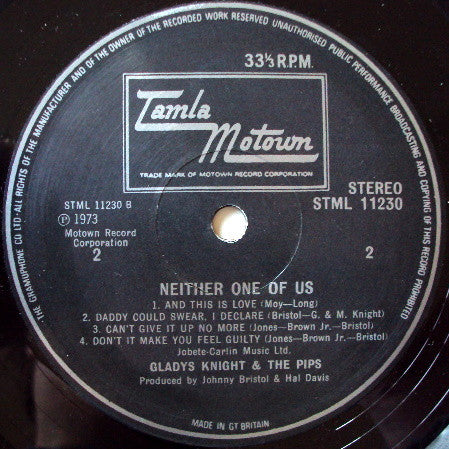 THE GRAMOPHONE CO LTD-ALL RIGHTS OF THE MANUFACTURER AND OF THE OWNER OF THE RECORDED WORK RESERVED UNAUTHORISED PUBLIC PERFORMANCE BROADCASTING AND COPYING OF THIS RECORD PROHIBITED
33⅓ R.P.M.
Tamla
Motown
TRADE MARK OF MOTOWN RECORD CORPORATION
STEREO
STML 11230 B
STML 11230
Ⓟ 1973
Motown Record
Corporation
2
2
NEITHER ONE OF US
1. AND THIS IS LOVE (Moy—Long)
2. DADDY COULD SWEAR, I DECLARE (Bristol—G. & M. Knight)
3. CAN'T GIVE IT UP NO MORE (Jones—Brown Jr.—Bristol)
4. DON'T IT MAKE YOU FEEL GUILTY (Jones—Brown Jr.—Bristol)
Jobete-Carlin Music Ltd.
GLADYS KNIGHT & THE PIPS
Produced by Johnny Bristol & Hal Davis
MADE IN GT BRITAIN